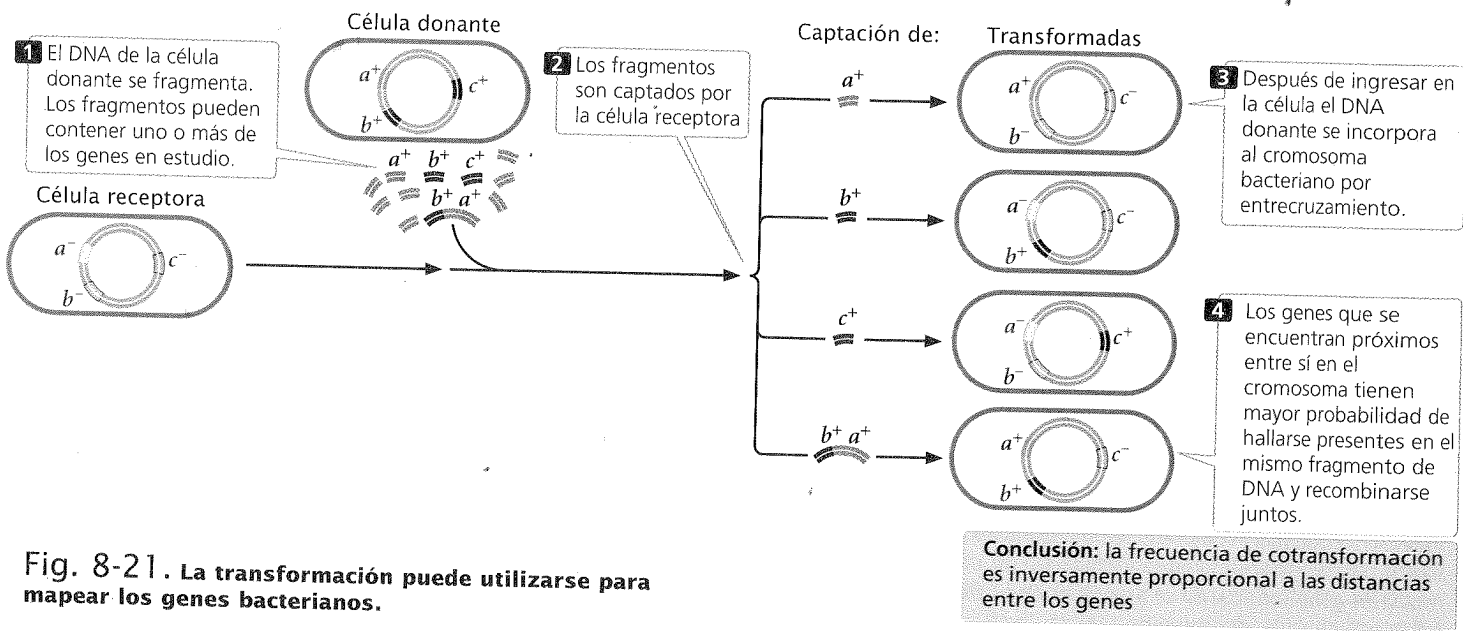 Célula donante
1 El DNA de la célula
donante se fragmenta.
Los fragmentos pueden
contener uno o más de
los genes en estudio.
a⁺
c⁺
b⁺
a⁺ b⁺ c⁺
b⁺ a⁺
Célula receptora
a⁻
c⁻
b⁻
2 Los fragmentos
son captados por
la célula receptora
Captación de:
Transformadas
a⁺
a⁺
c⁻
b⁻
b⁺
a⁻
c⁻
b⁺
c⁺
a⁻
c⁺
b⁻
b⁺ a⁺
a⁺
c⁻
b⁺
3 Después de ingresar en
la célula el DNA
donante se incorpora
al cromosoma
bacteriano por
entrecruzamiento.
4 Los genes que se
encuentran próximos
entre sí en el
cromosoma tienen
mayor probabilidad de
hallarse presentes en el
mismo fragmento de
DNA y recombinarse
juntos.
Fig. 8-21. La transformación puede utilizarse para
mapear los genes bacterianos.
Conclusión: la frecuencia de cotransformación
es inversamente proporcional a las distancias
entre los genes